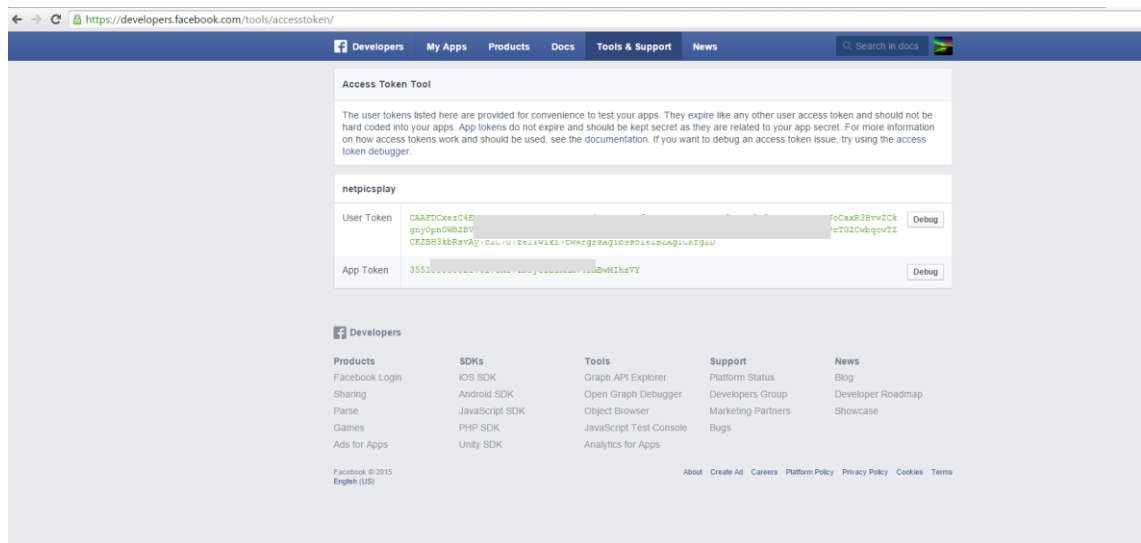 https://developers.facebook.com/tools/accesstoken/
Developers My Apps Products Docs Tools & Support News Search in docs
Access Token Tool
The user tokens listed here are provided for convenience to test your apps. They expire like any other user access token and should not be
hard coded into your apps. App tokens do not expire and should be kept secret as they are related to your app secret. For more information
on how access tokens work and should be used, see the documentation. If you want to debug an access token issue, try using the access
token debugger.
netpicsplay
User Token Debug
App Token Debug
Developers
Products SDKs Tools Support News
Facebook Login iOS SDK Graph API Explorer Platform Status Blog
Sharing Android SDK Open Graph Debugger Developers Group Developer Roadmap
Parse JavaScript SDK Object Browser Marketing Partners Showcase
Games PHP SDK JavaScript Test Console Bugs
Ads for Apps Unity SDK Analytics for Apps
Facebook © 2015 About Create Ad Careers Platform Policy Privacy Policy Cookies Terms
English (US)